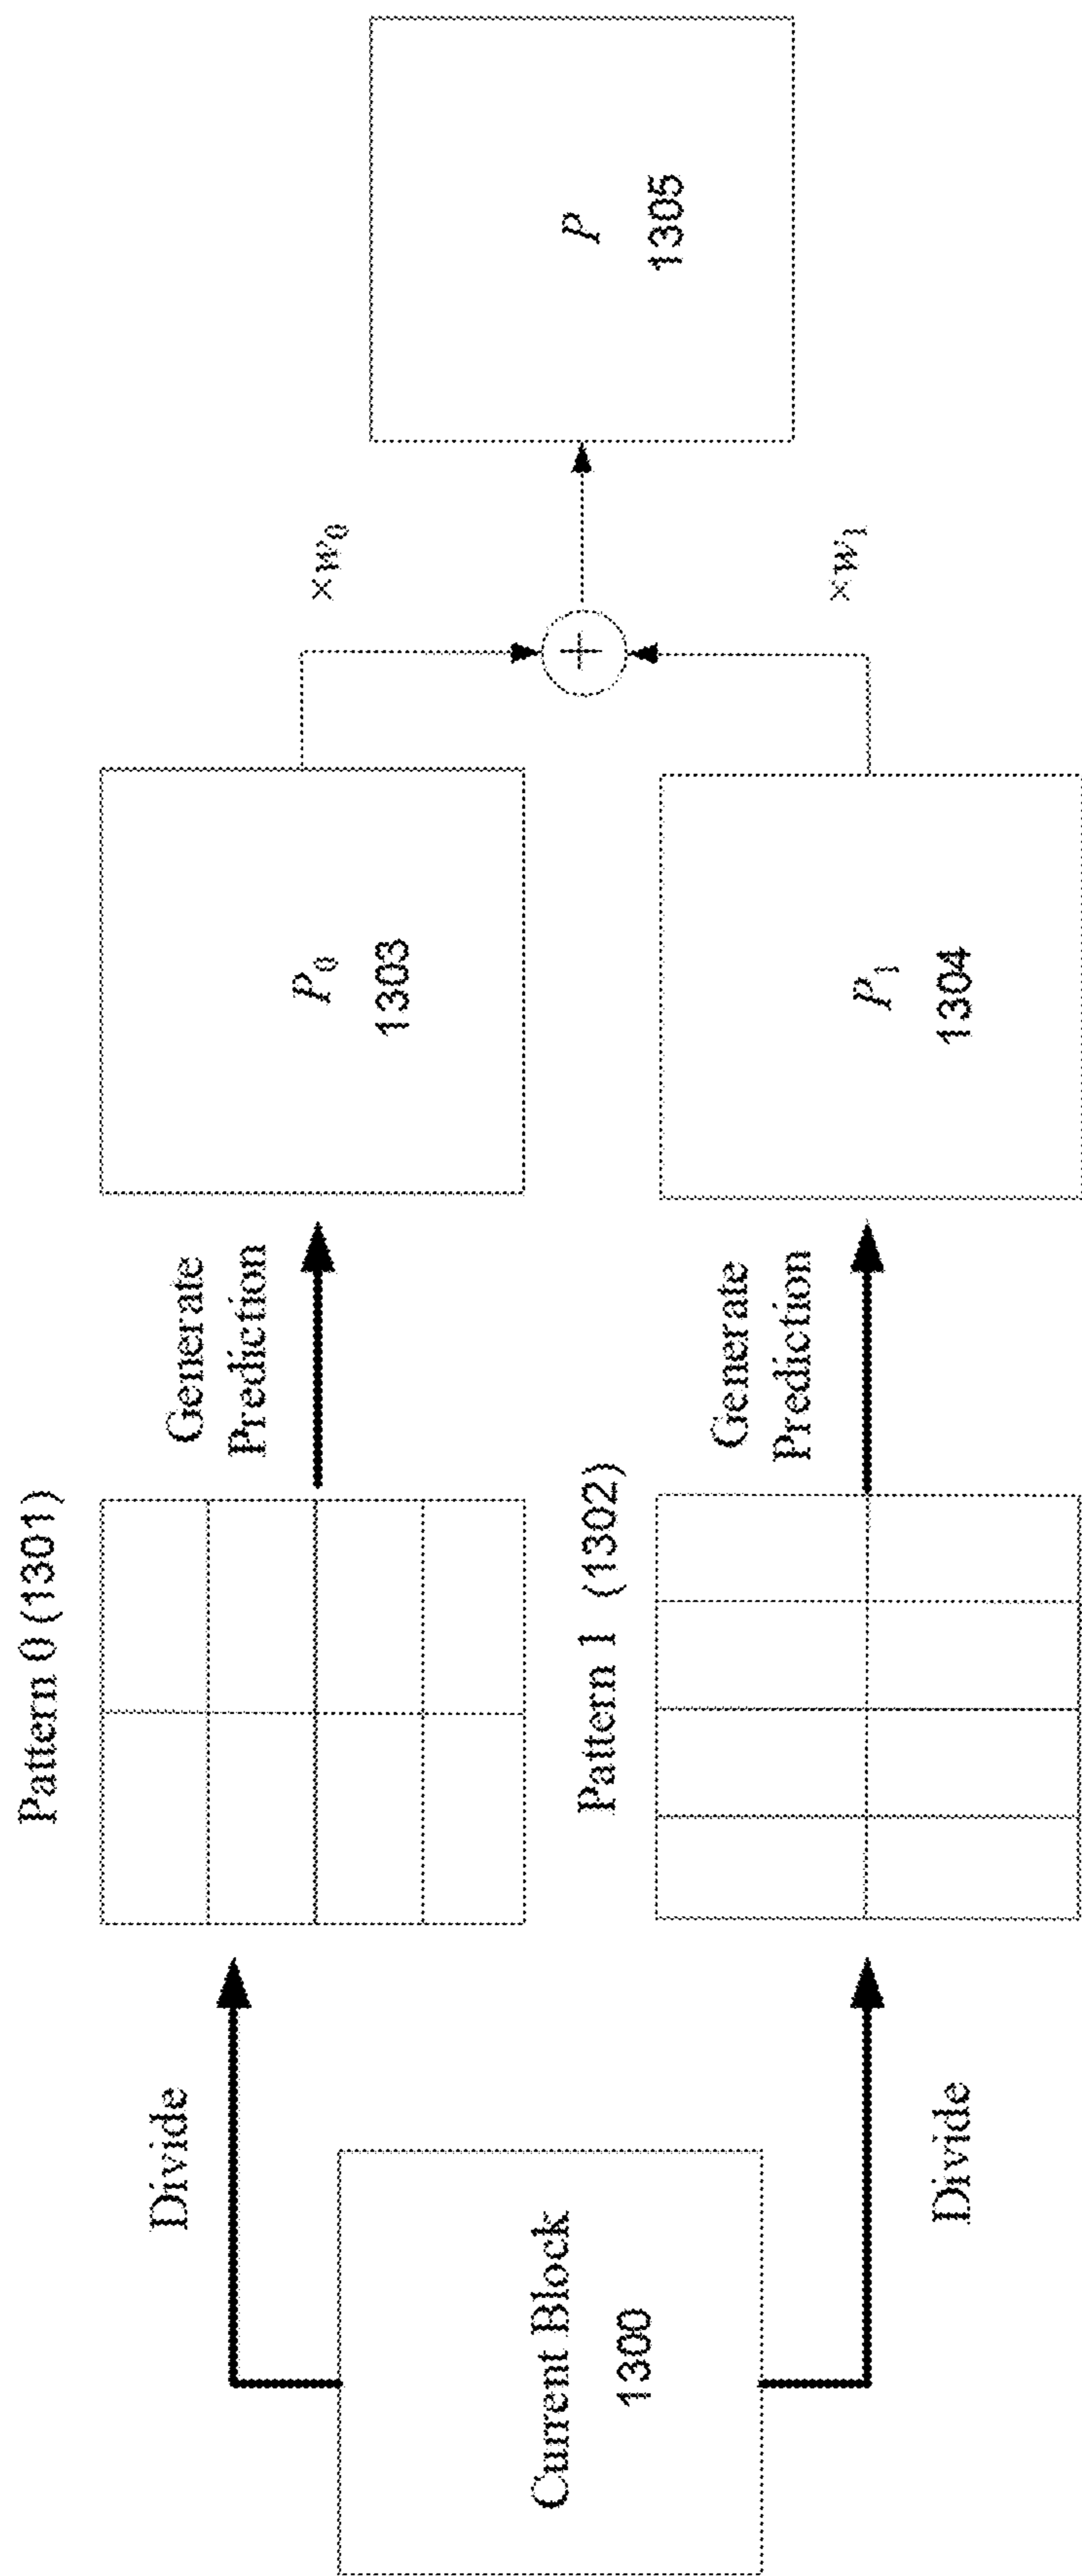 Current Block
1300
Divide
Divide
Pattern 0 (1301)
Pattern 1 (1302)
Generate
Prediction
Generate
Prediction
P₀
1303
P₁
1304
×w₀
×w₁
+
P
1305